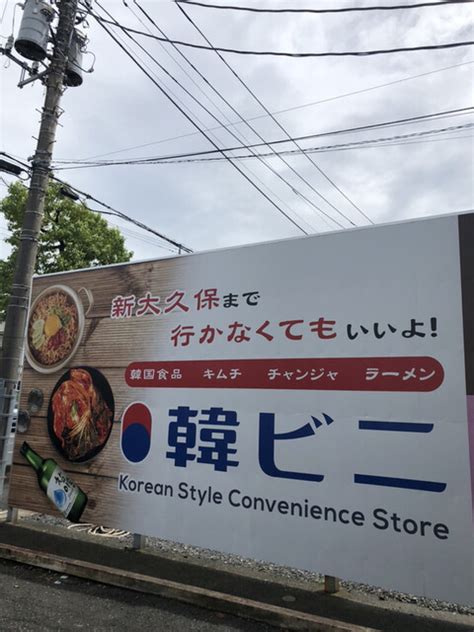 新大久保まで
行かなくてもいいよ!
韓国食品 キムチ チャンジャ ラーメン
韓ビニ
Korean Style Convenience Store